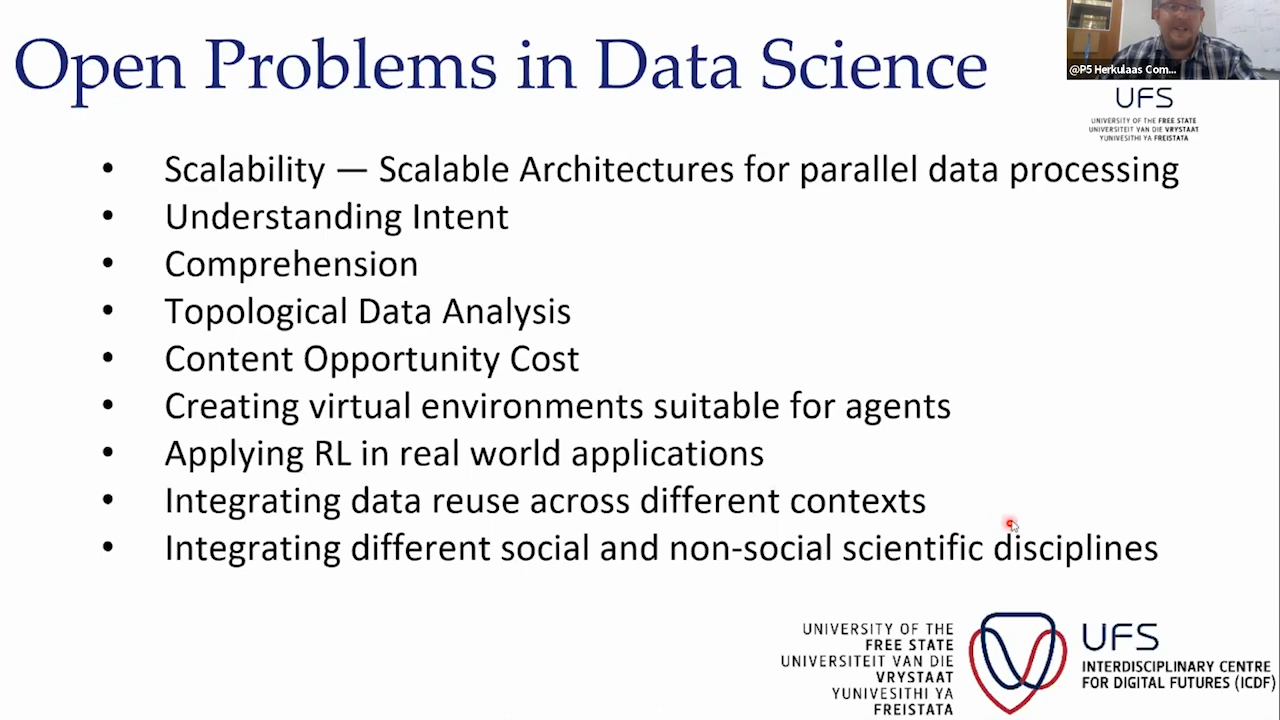 Open Problems in Data Science
@P5 Herkulaas Com...
UFS
UNIVERSITY OF THE FREE STATE
UNIVERSITEIT VAN DIE VRYSTAAT
YUNIVESITHI YA FREISTATA
• Scalability — Scalable Architectures for parallel data processing
• Understanding Intent
• Comprehension
• Topological Data Analysis
• Content Opportunity Cost
• Creating virtual environments suitable for agents
• Applying RL in real world applications
• Integrating data reuse across different contexts
• Integrating different social and non-social scientific disciplines
UNIVERSITY OF THE
FREE STATE
UNIVERSITEIT VAN DIE
VRYSTAAT
YUNIVESITHI YA
FREISTATA
UFS
INTERDISCIPLINARY CENTRE
FOR DIGITAL FUTURES (ICDF)